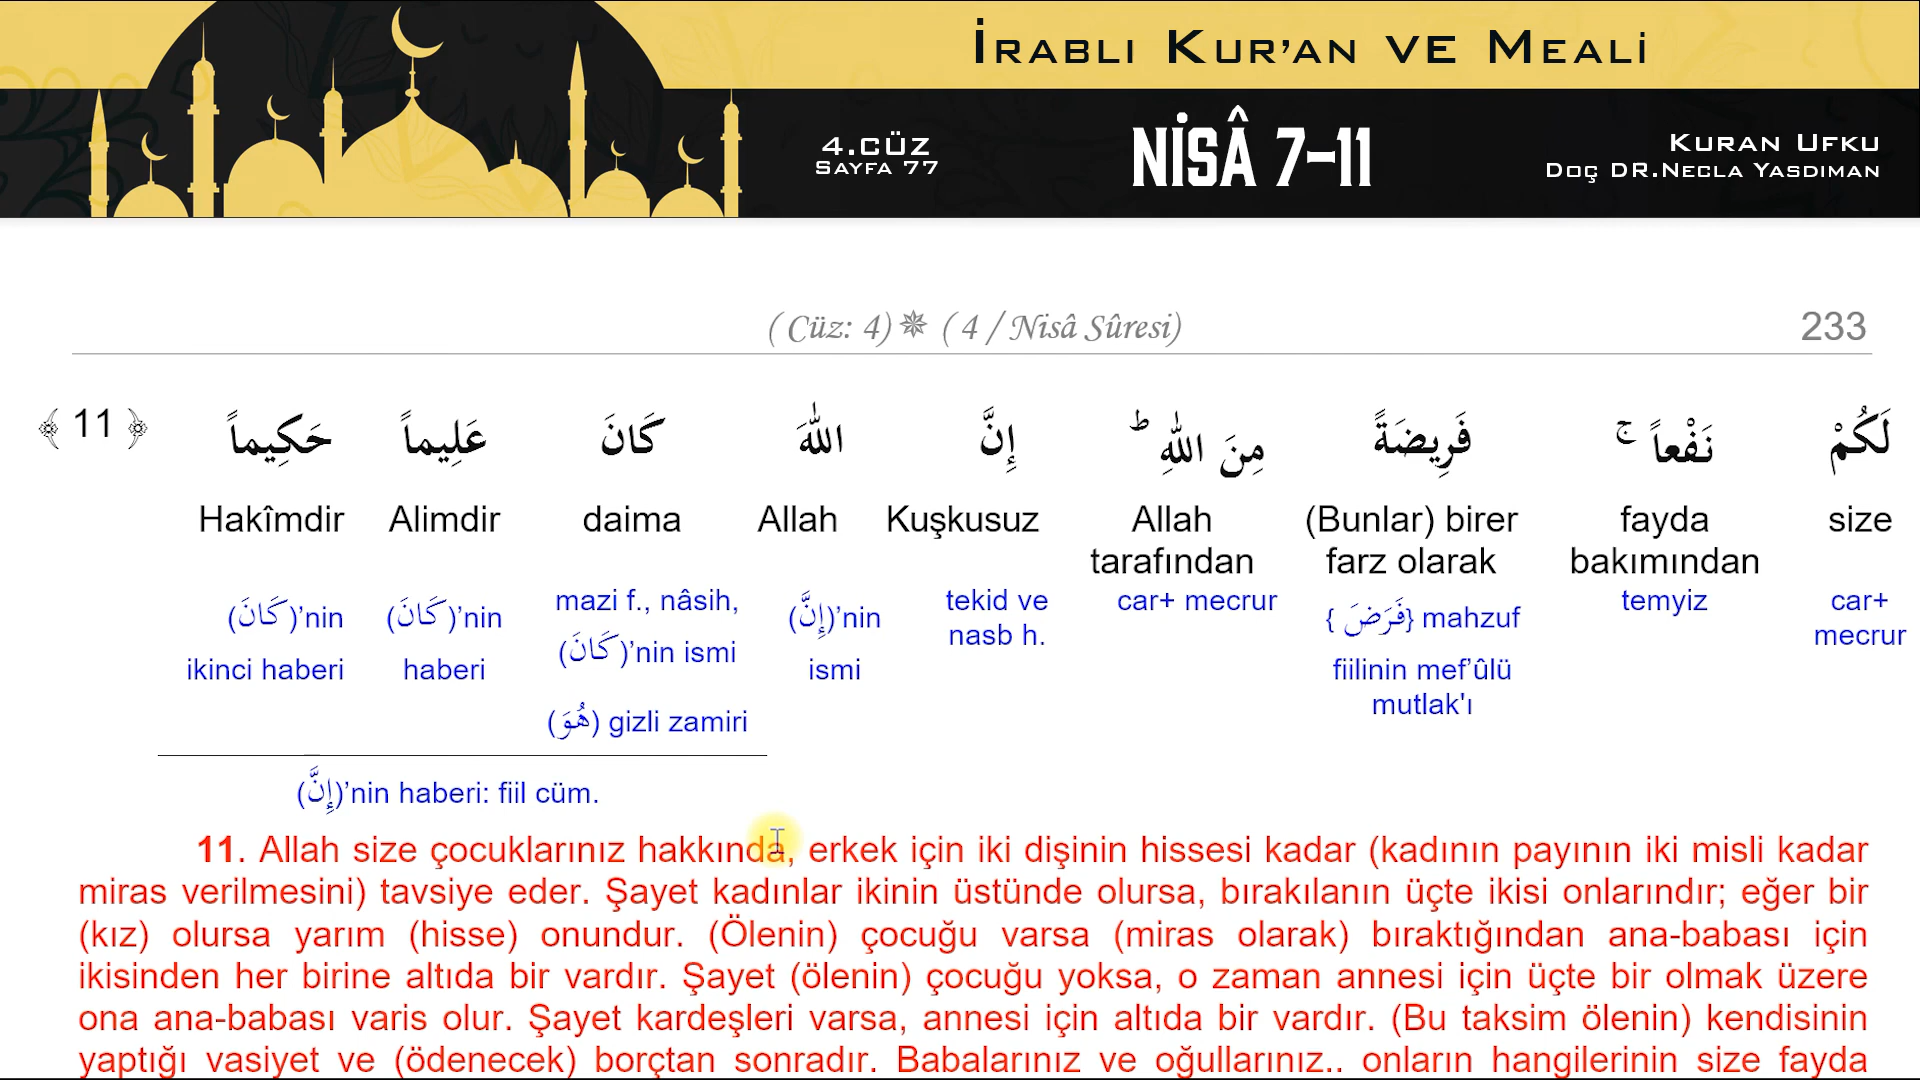 İRABLI KUR'AN VE MEALİ
4.CÜZ
SAYFA 77
NİSÂ 7-11
KURAN UFKU
DOÇ DR.NECLA YASDIMAN
( Cüz: 4) ( 4 / Nisâ Sûresi) 233
لَكُمْ نَفْعاًۜ ج فَرِيضَةً مِنَ اللّٰهِ ط إِنَّ اللّٰهَ كَانَ عَلِيماً حَكِيماً ﴿ 11 ﴾
Hakîmdir Alimdir daima Allah Kuşkusuz Allah tarafından (Bunlar) birer farz olarak fayda bakımından size
(كَانَ)’nin ikinci haberi
(كَانَ)’nin haberi
mazi f., nâsih, (كَانَ)’nin ismi (هُوَ) gizli zamiri
(إِنَّ)’nin ismi
tekid ve nasb h.
car+ mecrur
{فَرَضَ} mahzuf fiilinin mef’ûlü mutlak'ı
temyiz
car+ mecrur
(إِنَّ)’nin haberi: fiil cüm.
11. Allah size çocuklarınız hakkında, erkek için iki dişinin hissesi kadar (kadının payının iki misli kadar
miras verilmesini) tavsiye eder. Şayet kadınlar ikinin üstünde olursa, bırakılanın üçte ikisi onlarındır; eğer bir
(kız) olursa yarım (hisse) onundur. (Ölenin) çocuğu varsa (miras olarak) bıraktığından ana-babası için
ikisinden her birine altıda bir vardır. Şayet (ölenin) çocuğu yoksa, o zaman annesi için üçte bir olmak üzere
ona ana-babası varis olur. Şayet kardeşleri varsa, annesi için altıda bir vardır. (Bu taksim ölenin) kendisinin
yaptığı vasiyet ve (ödenecek) borçtan sonradır. Babalarınız ve oğullarınız.. onların hangilerinin size fayda